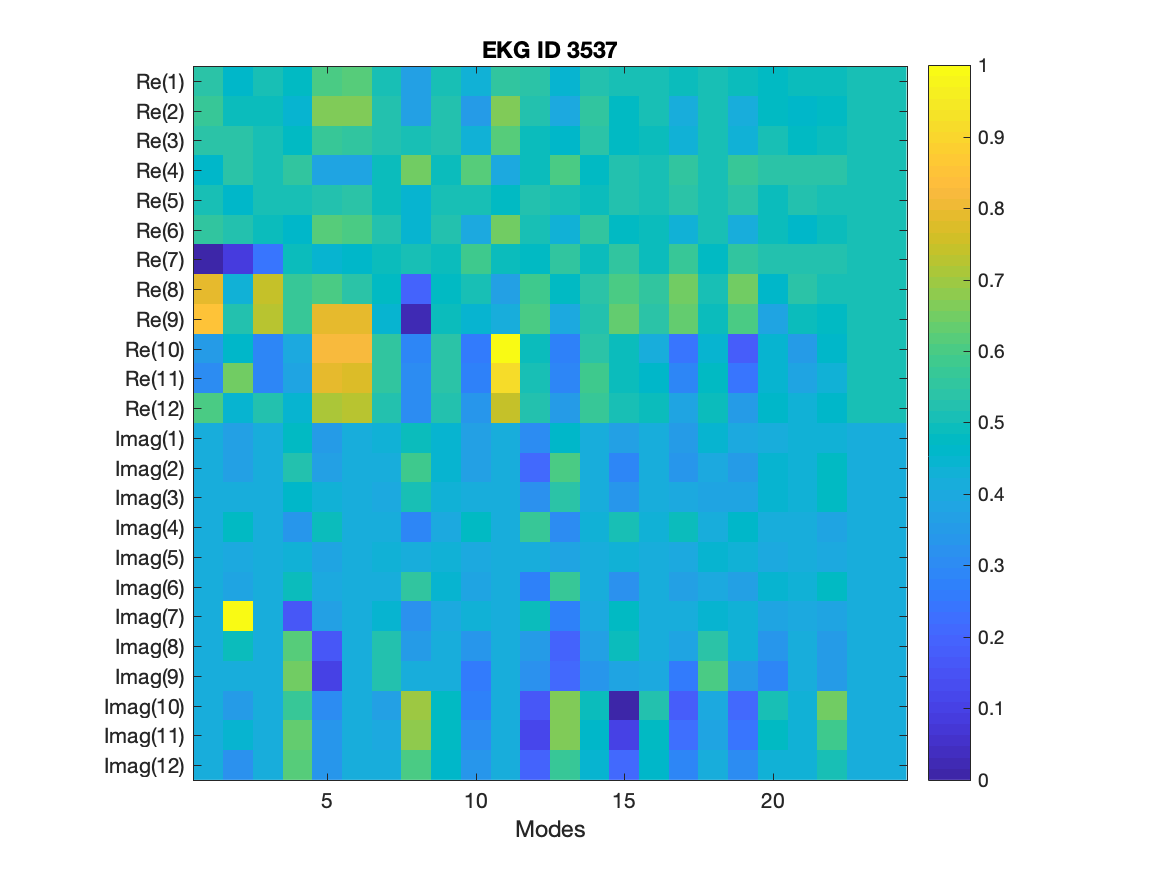 EKG ID 3537
Re(1)
Re(2)
Re(3)
Re(4)
Re(5)
Re(6)
Re(7)
Re(8)
Re(9)
Re(10)
Re(11)
Re(12)
Imag(1)
Imag(2)
Imag(3)
Imag(4)
Imag(5)
Imag(6)
Imag(7)
Imag(8)
Imag(9)
Imag(10)
Imag(11)
Imag(12)
5 10 15 20
Modes
1
0.9
0.8
0.7
0.6
0.5
0.4
0.3
0.2
0.1
0